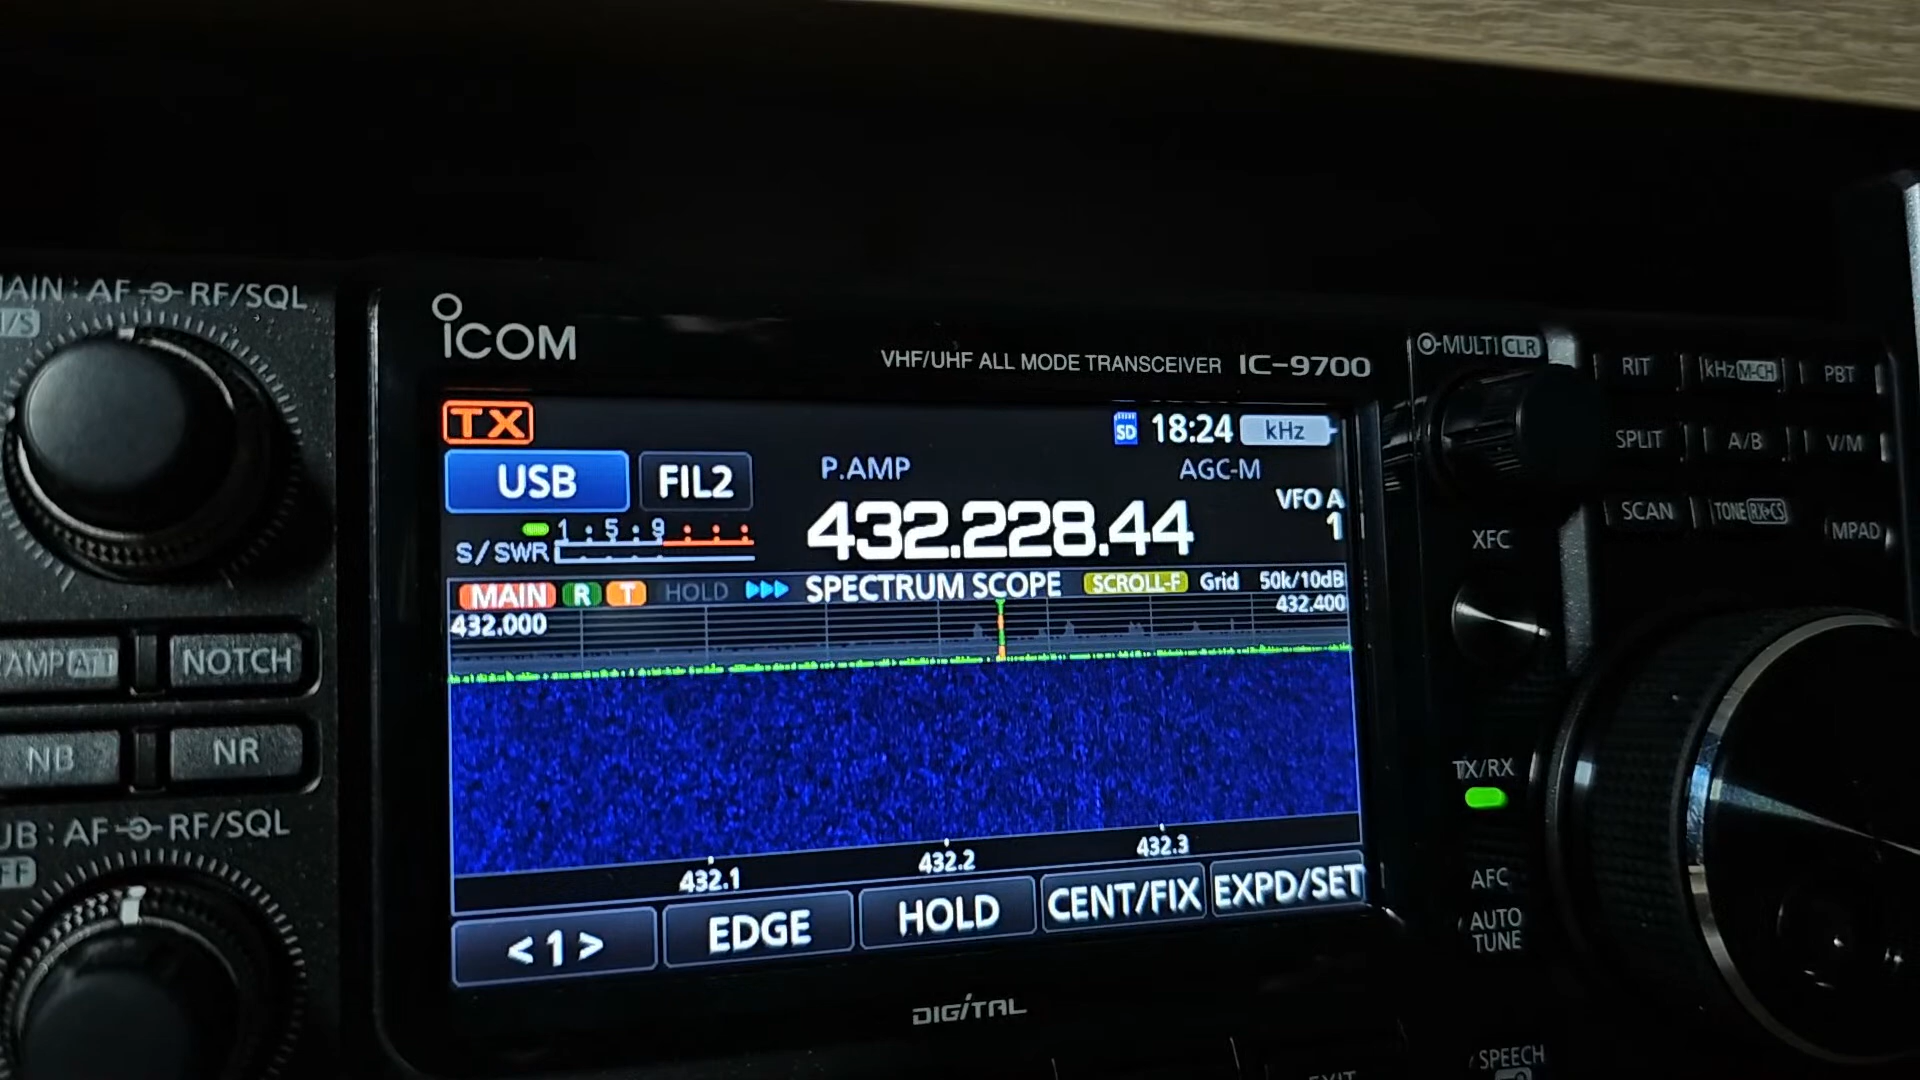 AIN : AF RF/SQL
/S
ICOM
VHF/UHF ALL MODE TRANSCEIVER IC-9700
MULTI CLR
RIT kHz M-CH PBT
TX
SD 18:24 kHz
USB FIL2 P.AMP AGC-M
SPLIT A/B V/M
432.228.44 VFO A
1
1 : 5 : 9 : : :
S/SWR
SCAN TONE RX→CS MPAD
XFC
MAIN R T HOLD SPECTRUM SCOPE SCROLL-F Grid 50k/10dB
432.000 432.400
AMP ATT NOTCH
NB NR
TX/RX
UB : AF RF/SQL
FF
432.1 432.2 432.3
< 1 > EDGE HOLD CENT/FIX EXPD/SET
AFC
AUTO
TUNE
DIGITAL
SPEECH